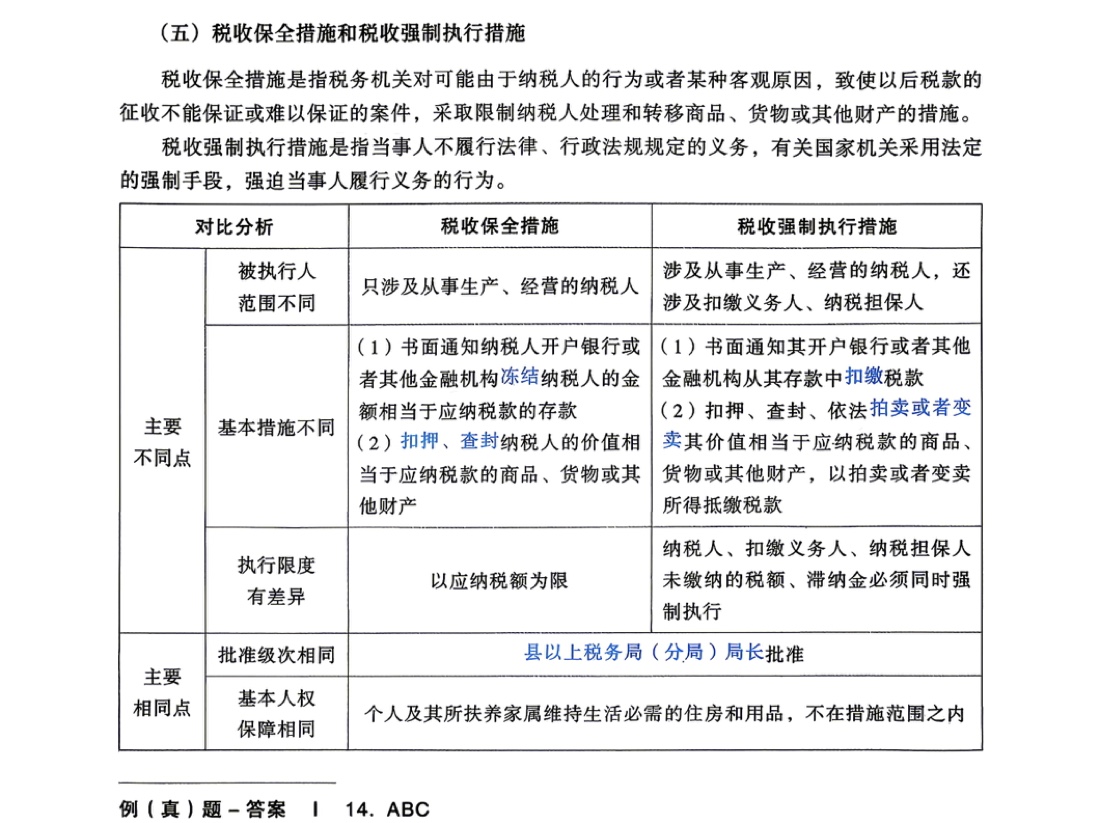 （五）税收保全措施和税收强制执行措施
税收保全措施是指税务机关对可能由于纳税人的行为或者某种客观原因，致使以后税款的
征收不能保证或难以保证的案件，采取限制纳税人处理和转移商品、货物或其他财产的措施。
税收强制执行措施是指当事人不履行法律、行政法规规定的义务，有关国家机关采用法定
的强制手段，强迫当事人履行义务的行为。
对比分析
税收保全措施
税收强制执行措施
主要
不同点
被执行人
范围不同
只涉及从事生产、经营的纳税人
涉及从事生产、经营的纳税人，还
涉及扣缴义务人、纳税担保人
基本措施不同
（1）书面通知纳税人开户银行或
者其他金融机构冻结纳税人的金
额相当于应纳税款的存款
（2）扣押、查封纳税人的价值相
当于应纳税款的商品、货物或其
他财产
（1）书面通知其开户银行或者其他
金融机构从其存款中扣缴税款
（2）扣押、查封、依法拍卖或者变
卖其价值相当于应纳税款的商品、
货物或其他财产，以拍卖或者变卖
所得抵缴税款
执行限度
有差异
以应纳税额为限
纳税人、扣缴义务人、纳税担保人
未缴纳的税额、滞纳金必须同时强
制执行
主要
相同点
批准级次相同
县以上税务局（分局）局长批准
基本人权
保障相同
个人及其所扶养家属维持生活必需的住房和用品，不在措施范围之内
例（真）题－答案 Ⅰ 14. ABC